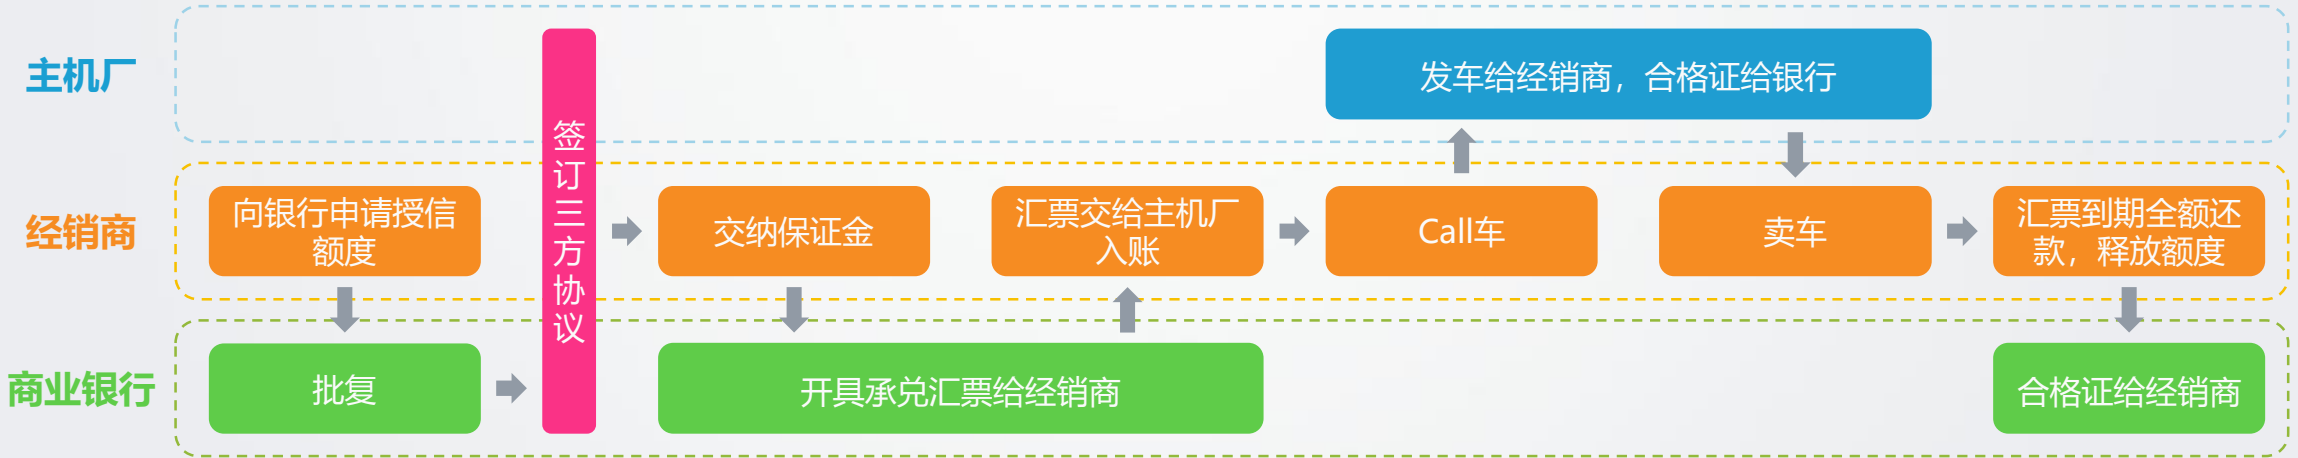 主机厂
发车给经销商，合格证给银行
签订三方协议
经销商
向银行申请授信
额度
交纳保证金
汇票交给主机厂
入账
Call车
卖车
汇票到期全额还
款，释放额度
商业银行
批复
开具承兑汇票给经销商
合格证给经销商